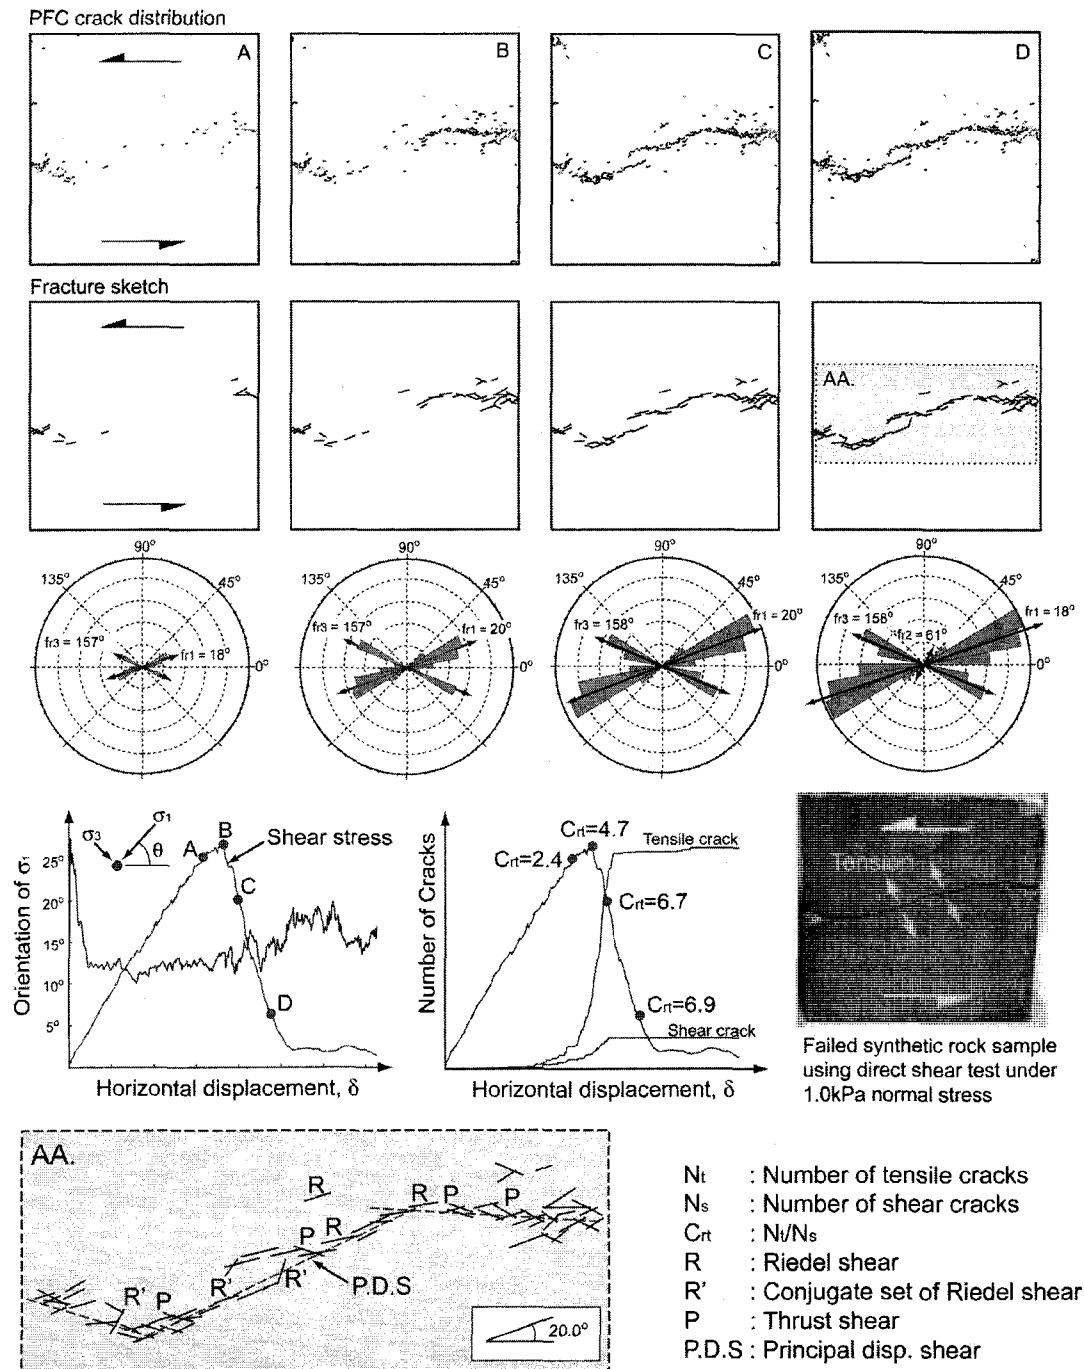 PFC crack distribution
A
B
C
D
Fracture sketch
AA.
90°
135°
45°
fr3 = 157°
fr1 = 18°
0°
90°
135°
45°
fr3 = 157°
fr1 = 20°
0°
90°
135°
45°
fr3 = 158°
fr1 = 20°
0°
90°
135°
45°
fr3 = 158°
fr2 = 61°
fr1 = 18°
0°
Orientation of σ₁
25°
20°
15°
10°
5°
σ₃
σ₁
θ
A
B
Shear stress
C
D
Horizontal displacement, δ
Number of Cracks
Crt=4.7
Crt=2.4
Tensile crack
Crt=6.7
Crt=6.9
Shear crack
Horizontal displacement, δ
Tensile
Failed synthetic rock sample
using direct shear test under
1.0kPa normal stress
AA.
R
R P P
P R
R' R'
R' P
P.D.S
20.0°
Nt : Number of tensile cracks
Ns : Number of shear cracks
Crt : Nt/Ns
R : Riedel shear
R' : Conjugate set of Riedel shear
P : Thrust shear
P.D.S : Principal disp. shear